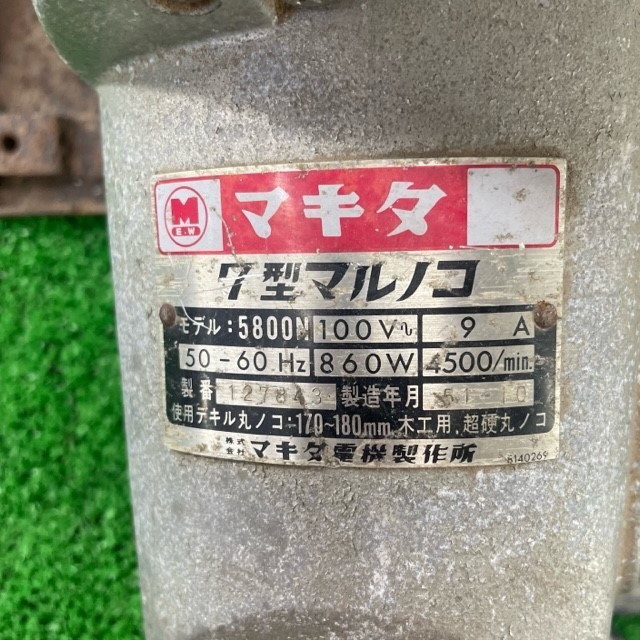 M
E.W
マキタ
7型マルノコ
モデル:5800N 100V∿ 9 A
50-60Hz 860W 4500/min.
製番 127843 製造年月 51-10
使用デキル丸ノコ-170~180mm 木工用,超硬丸ノコ
株式会社 マキタ電機製作所
6140269